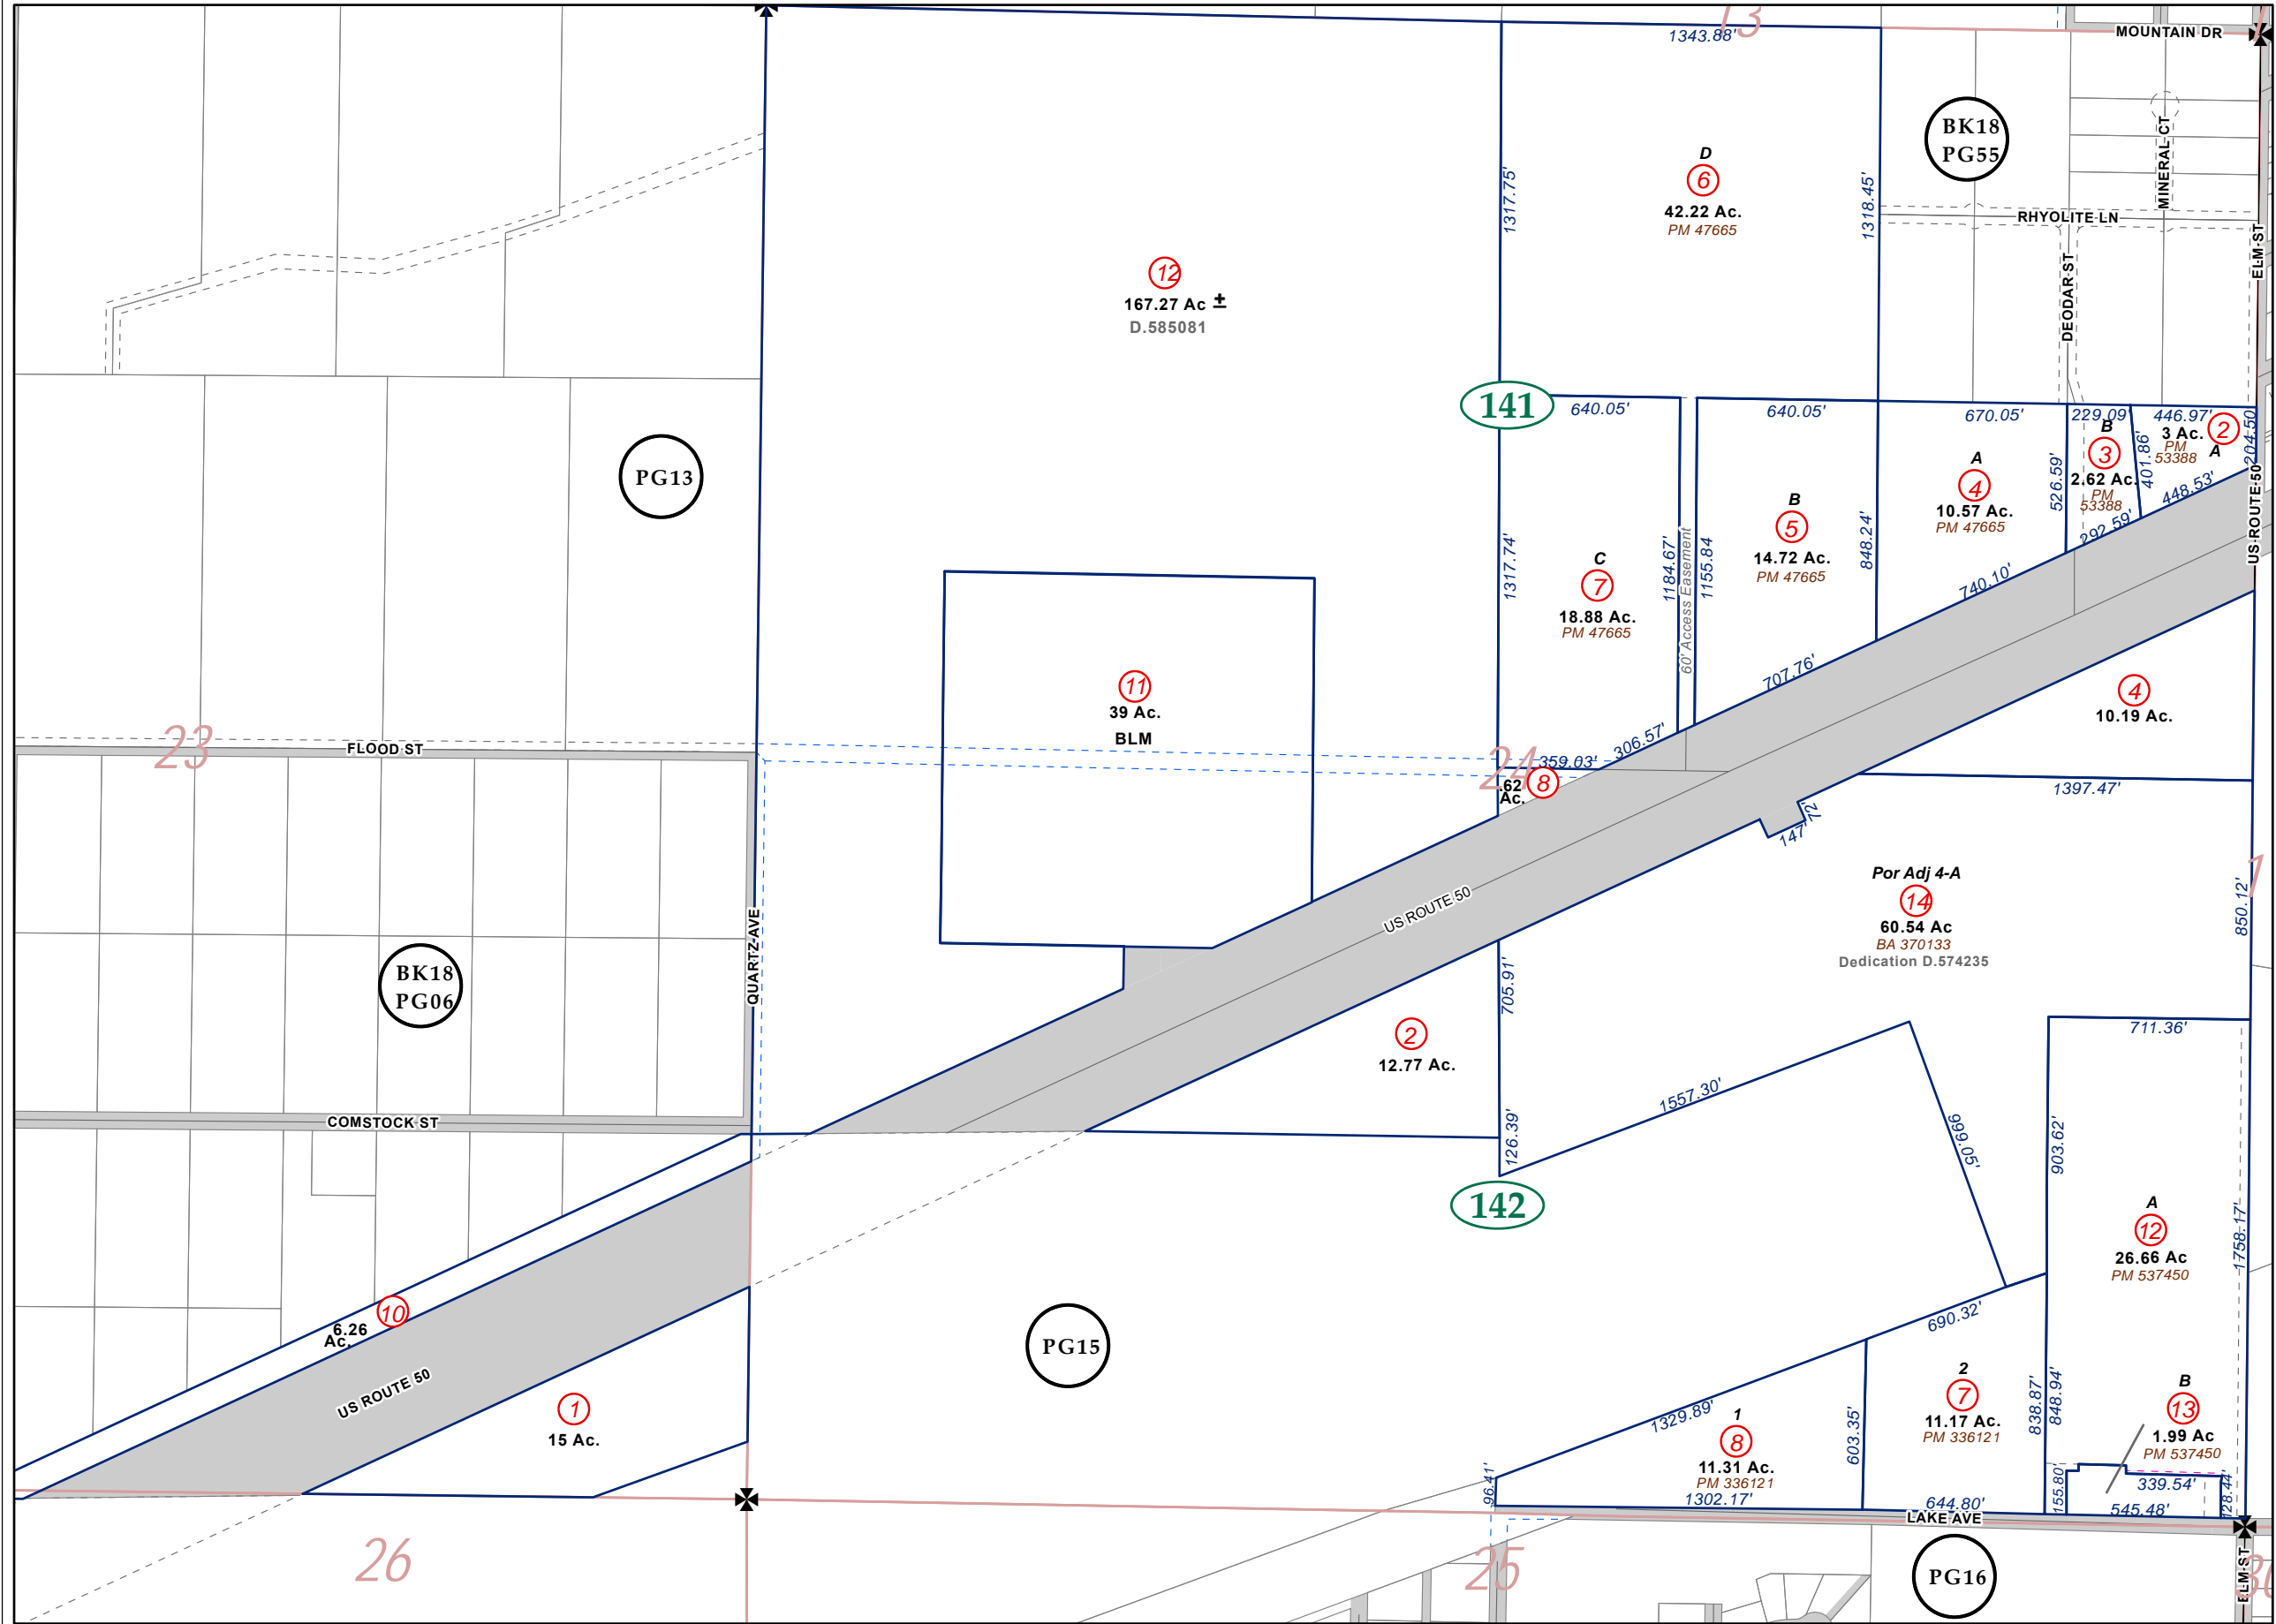 13
1343.88'
MOUNTAIN DR
BK18
PG55
MINERAL CT
D
6
42.22 Ac.
PM 47665
1317.75'
1318.45'
RHYOLITE LN
ELM ST
DEODAR ST
12
167.27 Ac ±
D.585081
141
640.05'
640.05'
670.05'
229.09'
446.97'
204.50'
B
3
2.62 Ac.
PM
53388
3 Ac.
2
PM
53388
A
401.86'
448.53'
292.59'
526.59'
A
4
10.57 Ac.
PM 47665
PG13
B
5
14.72 Ac.
PM 47665
848.24'
740.10'
US ROUTE 50
C
7
18.88 Ac.
PM 47665
1317.74'
1184.67'
60' Access Easement
1155.84
707.76'
306.57'
11
39 Ac.
BLM
4
10.19 Ac.
23
FLOOD ST
24
359.03'
.62
Ac.
8
1397.47'
147.72'
Por Adj 4-A
14
60.54 Ac
BA 370133
Dedication D.574235
1
850.12'
US ROUTE 50
BK18
PG06
QUARTZ AVE
705.91'
2
12.77 Ac.
711.36'
COMSTOCK ST
126.39'
1557.30'
999.05'
903.62'
142
A
12
26.66 Ac
PM 537450
1758.17'
10
6.26
Ac.
US ROUTE 50
PG15
690.32'
1
15 Ac.
1329.89'
1
8
11.31 Ac.
PM 336121
1302.17'
96.41'
603.35'
2
7
11.17 Ac.
PM 336121
644.80'
838.87'
848.94'
B
13
1.99 Ac
PM 537450
155.80'
339.54'
545.48'
128.44'
LAKE AVE
26
25
PG16
ELM ST
30